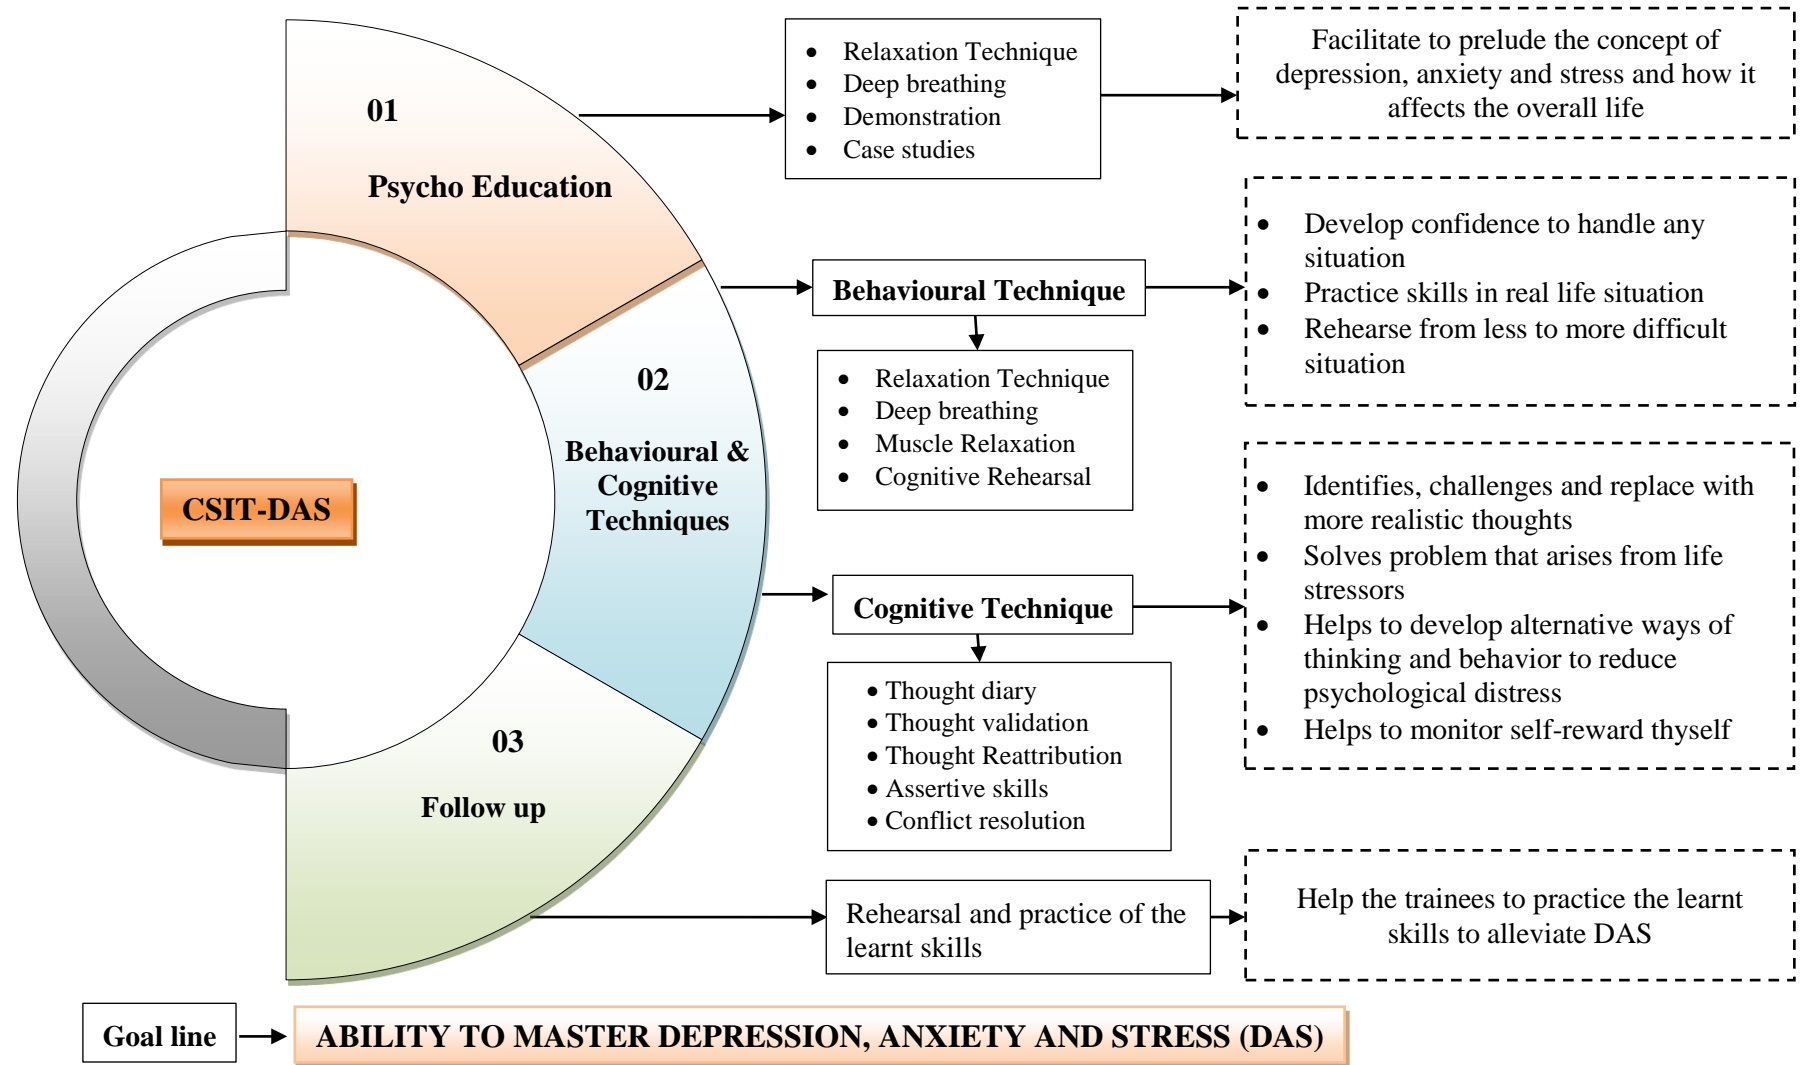 01
Psycho Education
• Relaxation Technique
• Deep breathing
• Demonstration
• Case studies
Facilitate to prelude the concept of
depression, anxiety and stress and how it
affects the overall life
02
Behavioural &
Cognitive
Techniques
Behavioural Technique
• Relaxation Technique
• Deep breathing
• Muscle Relaxation
• Cognitive Rehearsal
• Develop confidence to handle any
situation
• Practice skills in real life situation
• Rehearse from less to more difficult
situation
CSIT-DAS
Cognitive Technique
• Thought diary
• Thought validation
• Thought Reattribution
• Assertive skills
• Conflict resolution
• Identifies, challenges and replace with
more realistic thoughts
• Solves problem that arises from life
stressors
• Helps to develop alternative ways of
thinking and behavior to reduce
psychological distress
• Helps to monitor self-reward thyself
03
Follow up
Rehearsal and practice of the
learnt skills
Help the trainees to practice the learnt
skills to alleviate DAS
Goal line
ABILITY TO MASTER DEPRESSION, ANXIETY AND STRESS (DAS)